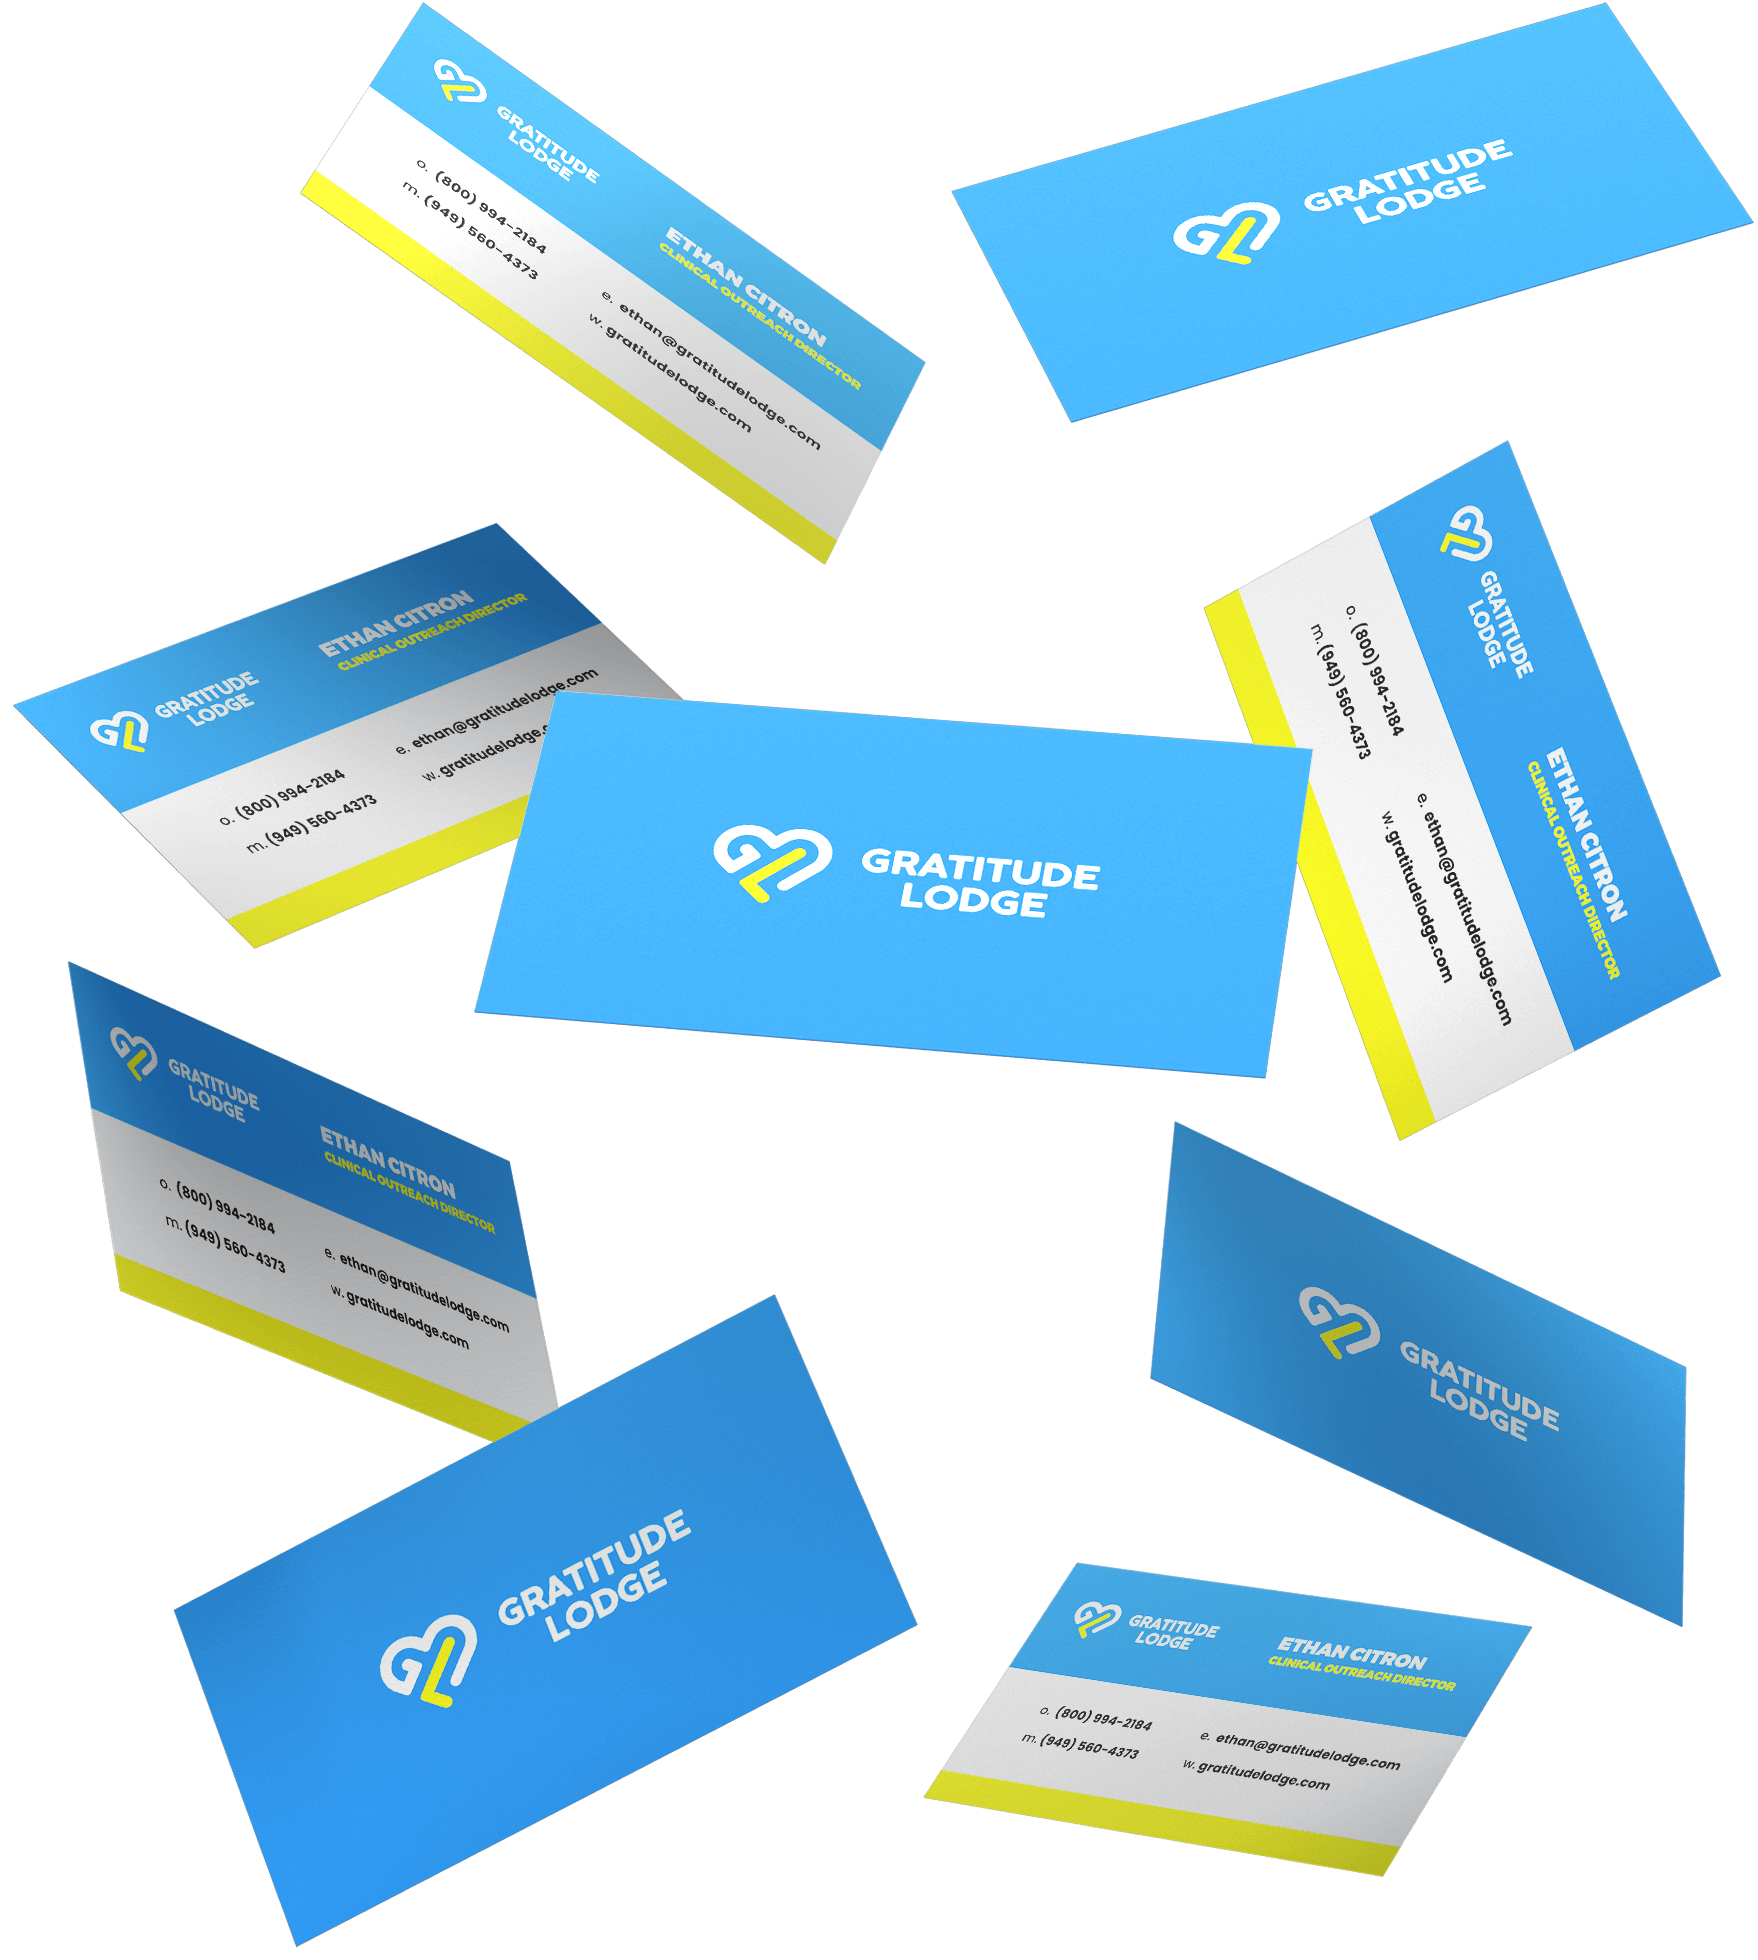 GRATITUDE
LODGE
ETHAN CITRON
CLINICAL OUTREACH DIRECTOR
o. (800) 994-2184
m. (949) 560-4373
e. ethan@gratitudelodge.com
w. gratitudelodge.com
GRATITUDE
LODGE
ETHAN CITRON
CLINICAL OUTREACH DIRECTOR
GRATITUDE
LODGE
o. (800) 994-2184
m. (949) 560-4373
e. ethan@gratitudelodge.com
w. gratitudelodge.
GRATITUDE
LODGE
ETHAN CITRON
CLINICAL OUTREACH DIRECTOR
o. (800) 994-2184
m. (949) 560-4373
e. ethan@gratitudelodge.com
w. gratitudelodge.com
GRATITUDE
LODGE
GRATITUDE
LODGE
ETHAN CITRON
CLINICAL OUTREACH DIRECTOR
o. (800) 994-2184
m. (949) 560-4373
e. ethan@gratitudelodge.com
w. gratitudelodge.com
GRATITUDE
LODGE
GRATITUDE
LODGE
GRATITUDE
LODGE
ETHAN CITRON
CLINICAL OUTREACH DIRECTOR
o. (800) 994-2184
m. (949) 560-4373
e. ethan@gratitudelodge.com
w. gratitudelodge.com